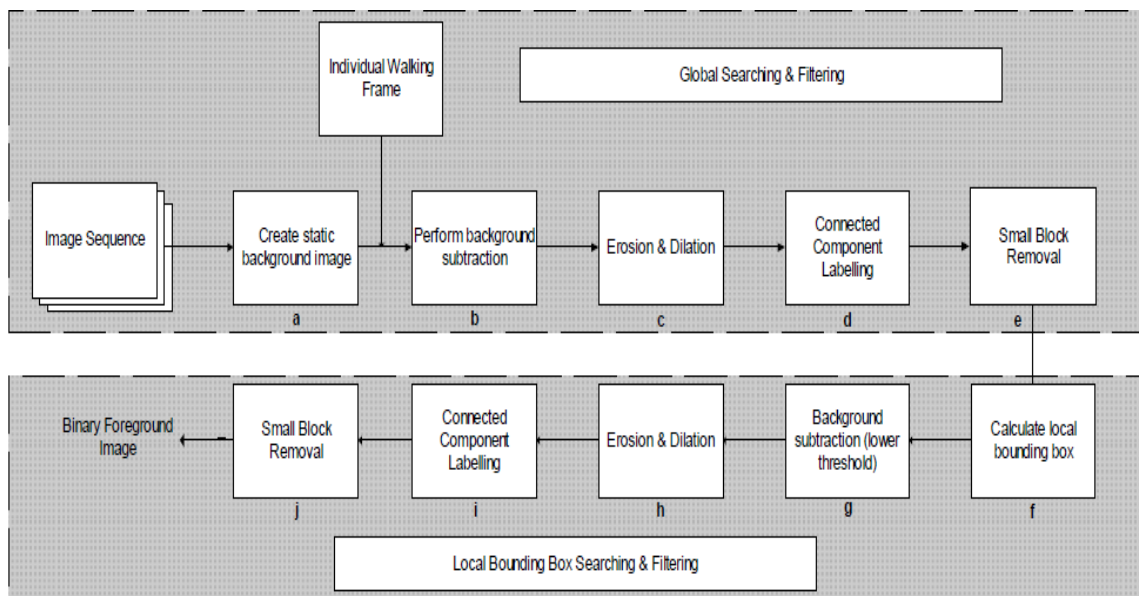 Individual Walking
Frame
Global Searching & Filtering
Image Sequence
Create static
background image
Perform background
subtraction
Erosion & Dilation
Connected
Component
Labelling
Small Block
Removal
a
b
c
d
e
Binary Foreground
Image
Small Block
Removal
Connected
Component
Labelling
Erosion & Dilation
Background
subtraction (lower
threshold)
Calculate local
bounding box
j
i
h
g
f
Local Bounding Box Searching & Filtering